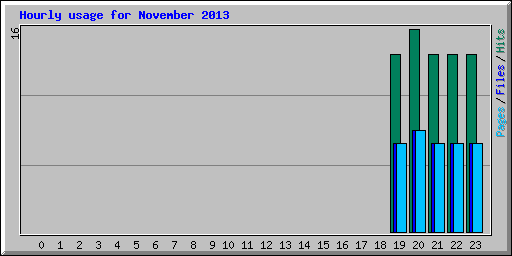 Hourly usage for November 2013
16
Pages/Files/Hits
0 1 2 3 4 5 6 7 8 9 10 11 12 13 14 15 16 17 18 19 20 21 22 23